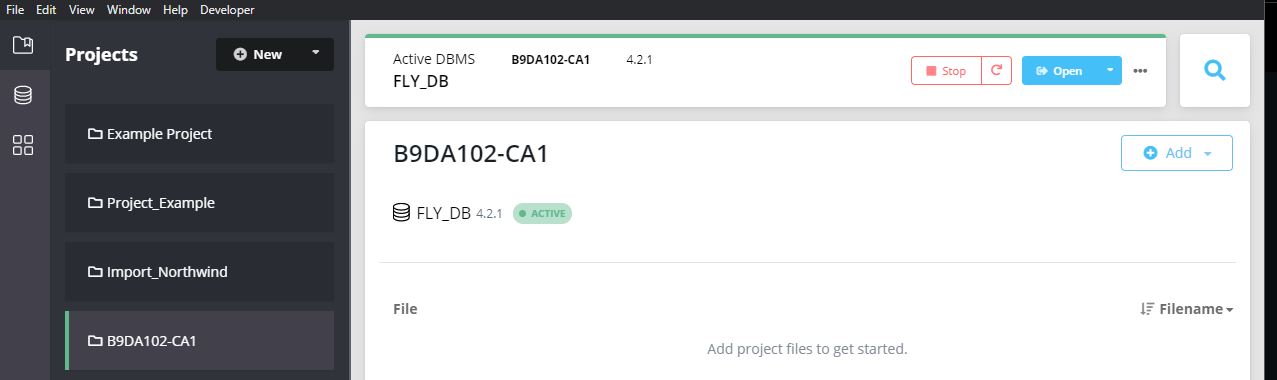 File Edit View Window Help Developer
Projects
New
Example Project
Project_Example
Import_Northwind
B9DA102-CA1
Active DBMS B9DA102-CA1 4.2.1
FLY_DB
Stop
Open
B9DA102-CA1
Add
FLY_DB 4.2.1 ACTIVE
File
Filename
Add project files to get started.